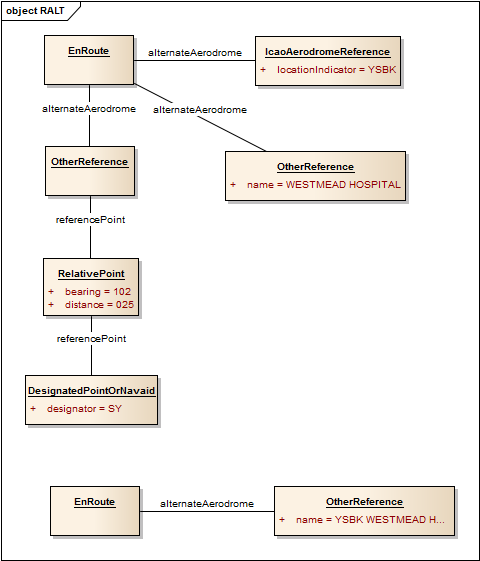 object RALT
EnRoute
alternateAerodrome
IcaoAerodromeReference
+ locationIndicator = YSBK
alternateAerodrome
alternateAerodrome
OtherReference
OtherReference
+ name = WESTMEAD HOSPITAL
referencePoint
RelativePoint
+ bearing = 102
+ distance = 025
referencePoint
DesignatedPointOrNavaid
+ designator = SY
EnRoute
alternateAerodrome
OtherReference
+ name = YSBK WESTMEAD H...